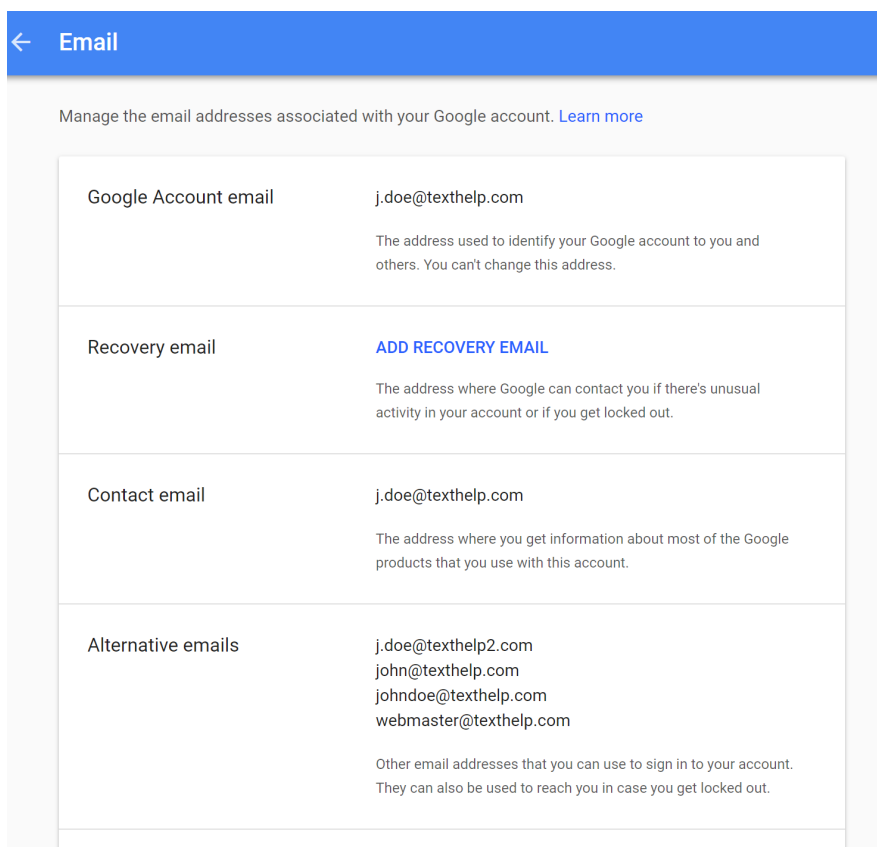 Email
Manage the email addresses associated with your Google account. Learn more
Google Account email
j.doe@texthelp.com
The address used to identify your Google account to you and
others. You can't change this address.
Recovery email
ADD RECOVERY EMAIL
The address where Google can contact you if there's unusual
activity in your account or if you get locked out.
Contact email
j.doe@texthelp.com
The address where you get information about most of the Google
products that you use with this account.
Alternative emails
j.doe@texthelp2.com
john@texthelp.com
johndoe@texthelp.com
webmaster@texthelp.com
Other email addresses that you can use to sign in to your account.
They can also be used to reach you in case you get locked out.